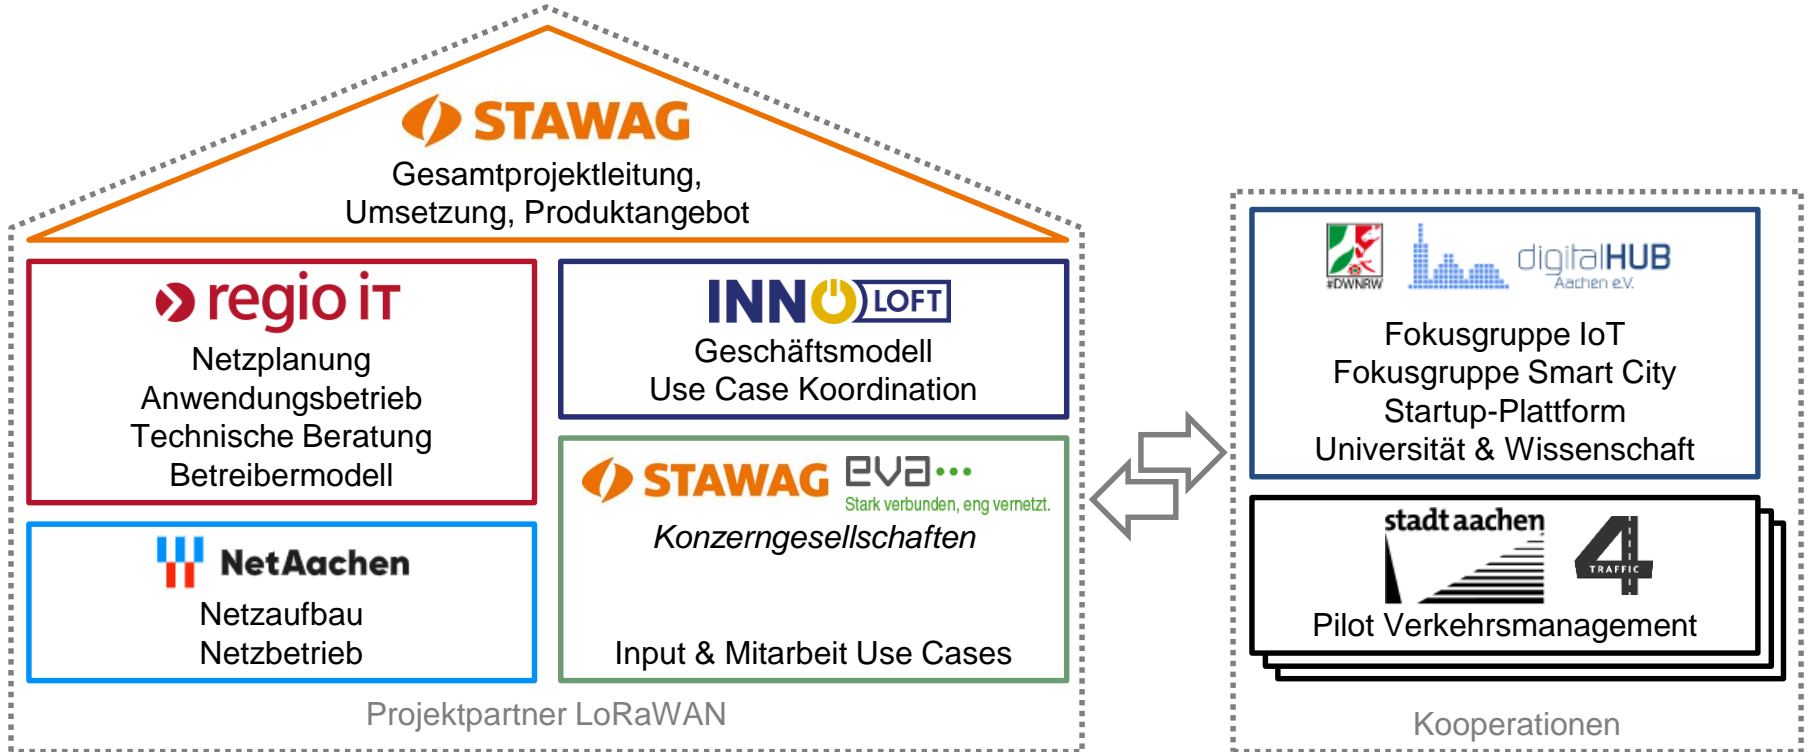 STAWAG
Gesamtprojektleitung,
Umsetzung, Produktangebot
regio iT
Netzplanung
Anwendungsbetrieb
Technische Beratung
Betreibermodell
INNOLOFT
Geschäftsmodell
Use Case Koordination
NetAachen
Netzaufbau
Netzbetrieb
STAWAG eva
Stark verbunden, eng vernetzt.
Konzerngesellschaften
Input & Mitarbeit Use Cases
Projektpartner LoRaWAN
#DWNRW
digitalHUB
Aachen e.V.
Fokusgruppe IoT
Fokusgruppe Smart City
Startup-Plattform
Universität & Wissenschaft
stadt aachen
4
TRAFFIC
Pilot Verkehrsmanagement
Kooperationen